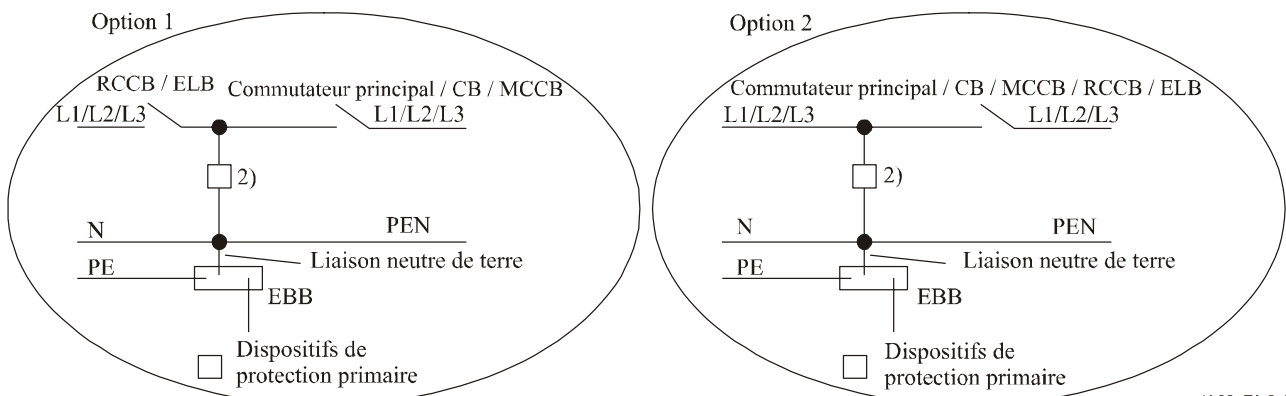 Option 1
RCCB / ELB
Commutateur principal / CB / MCCB
L1/L2/L3
L1/L2/L3
2)
N
PEN
PE
Liaison neutre de terre
EBB
Dispositifs de
protection primaire
Option 2
Commutateur principal / CB / MCCB / RCCB / ELB
L1/L2/L3
L1/L2/L3
2)
N
PEN
PE
Liaison neutre de terre
EBB
Dispositifs de
protection primaire